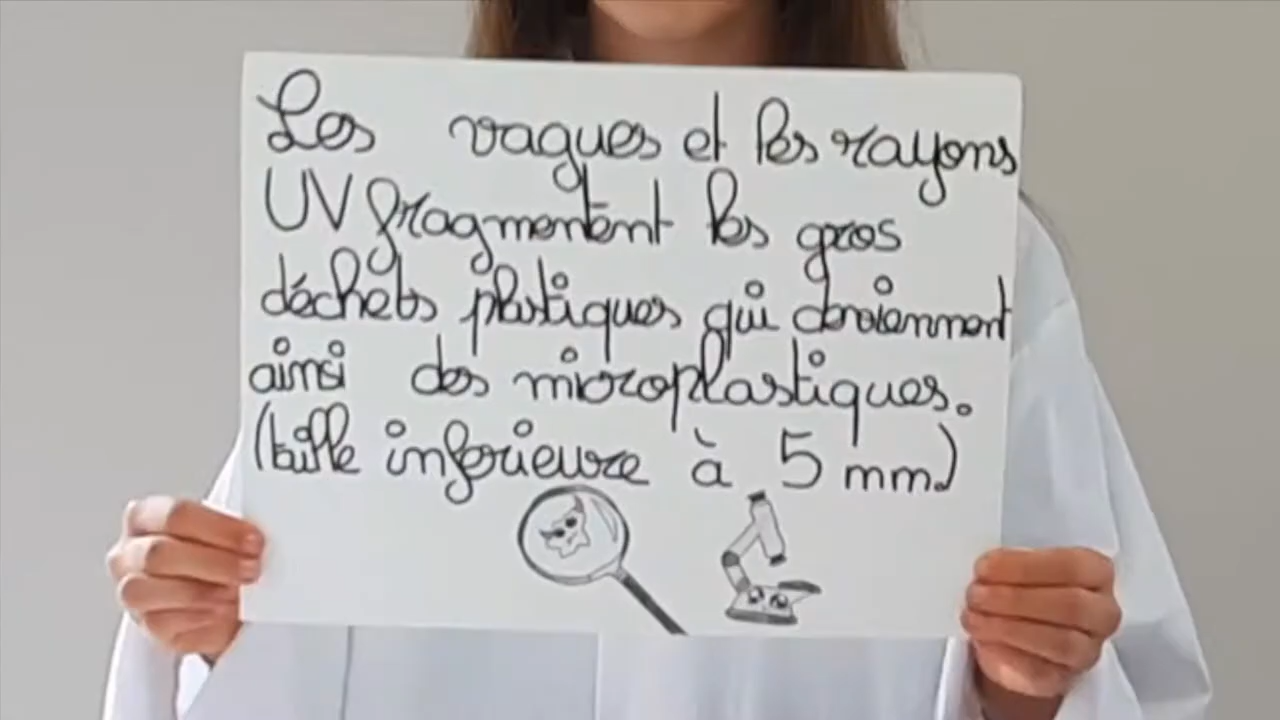 Les vagues et les rayons
UV fragmentent les gros
déchets plastiques qui deviennent
ainsi des microplastiques.
(taille inférieure à 5 mm)